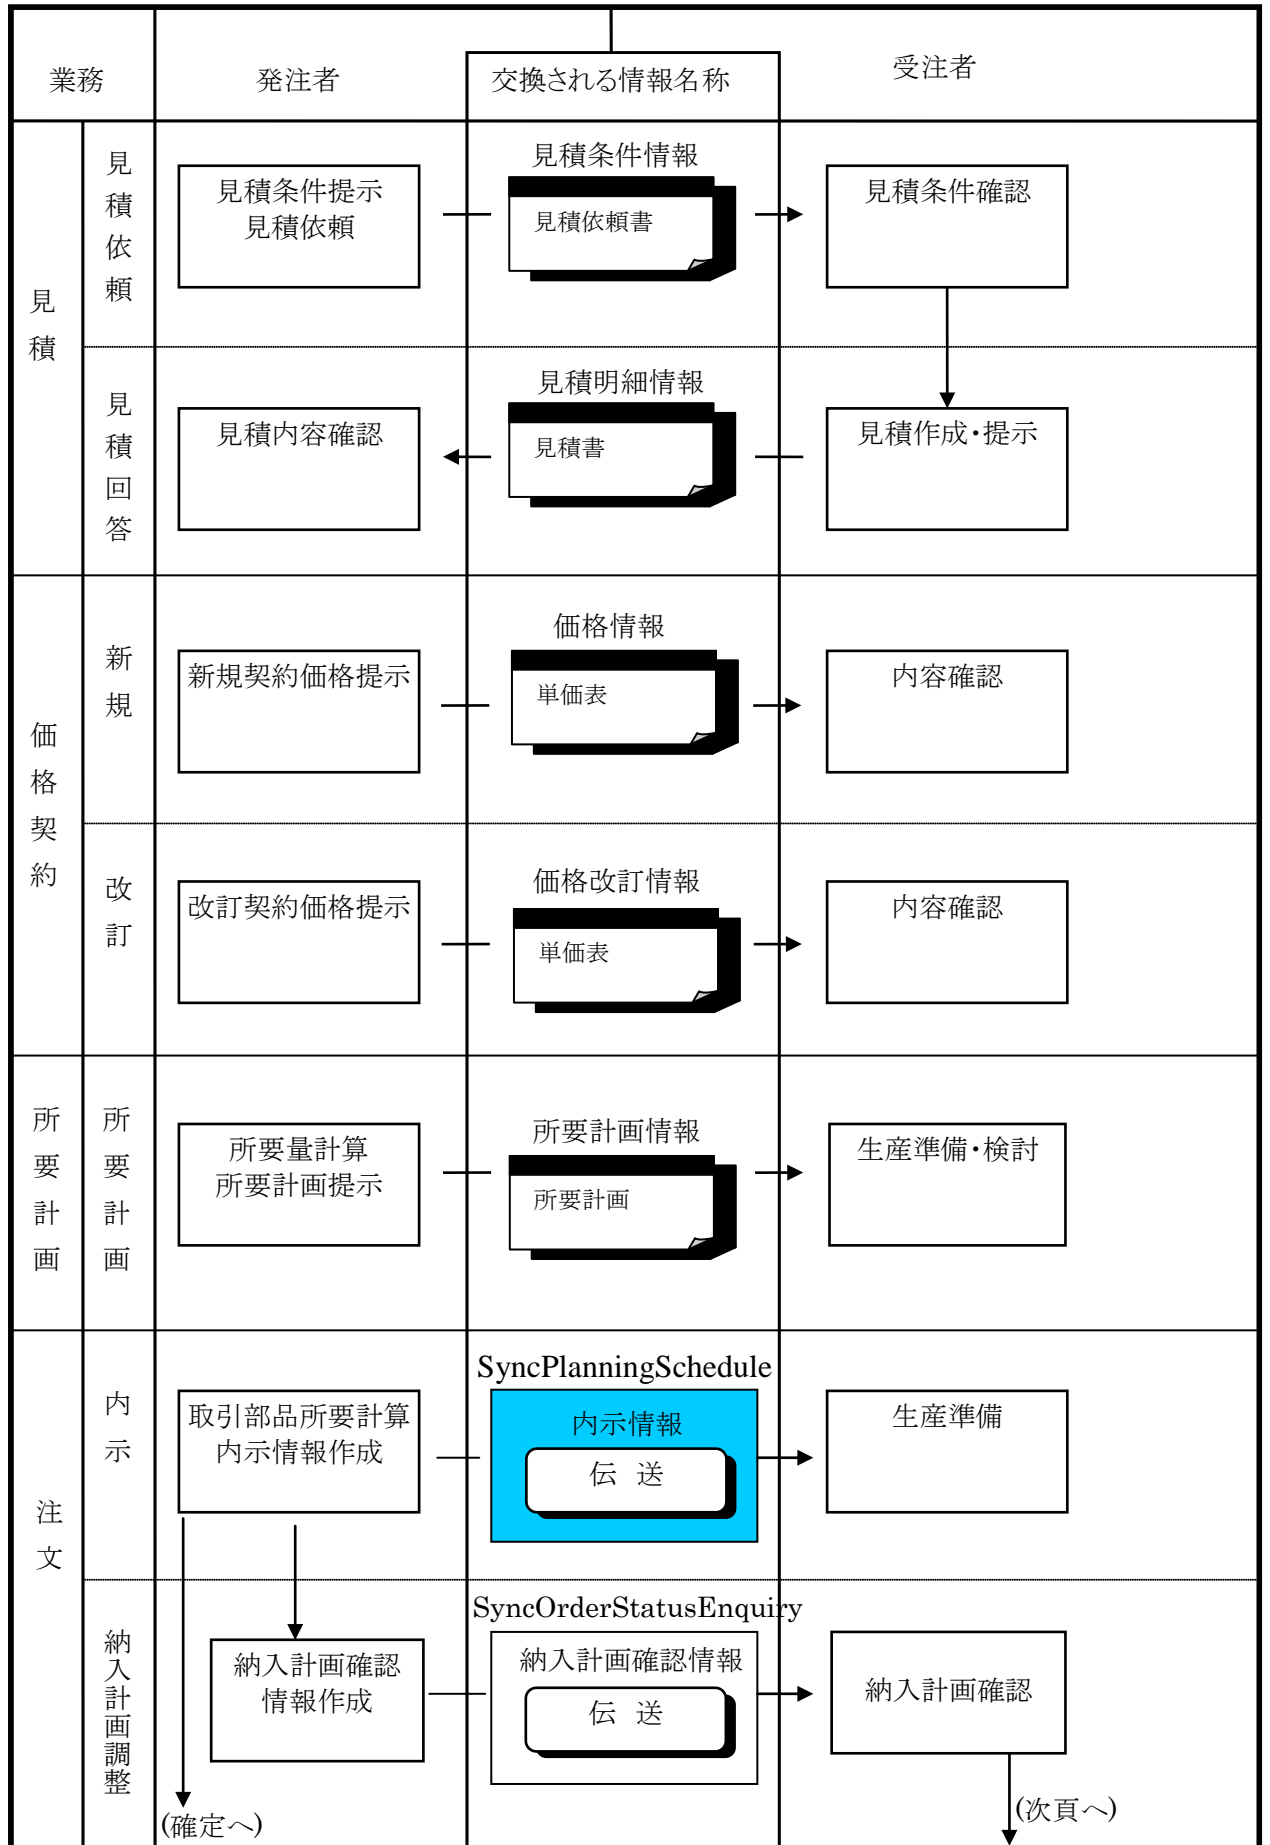 業務
発注者
交換される情報名称
受注者
見積
見積依頼
見積条件提示
見積依頼
見積条件情報
見積依頼書
見積条件確認
見積回答
見積内容確認
見積明細情報
見積書
見積作成・提示
価格契約
新規
新規契約価格提示
価格情報
単価表
内容確認
改訂
改訂契約価格提示
価格改訂情報
単価表
内容確認
所要計画
所要計画
所要量計算
所要計画提示
所要計画情報
所要計画
生産準備・検討
注文
内示
取引部品所要計算
内示情報作成
SyncPlanningSchedule
内示情報
伝 送
生産準備
納入計画調整
納入計画確認
情報作成
SyncOrderStatusEnquiry
納入計画確認情報
伝 送
納入計画確認
(確定へ)
(次頁へ)